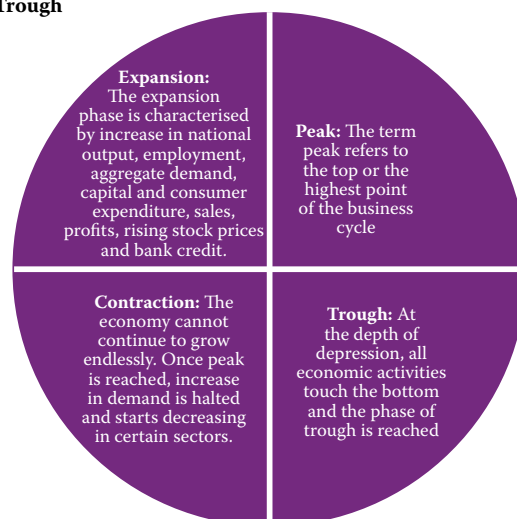 Trough
Expansion:
The expansion
phase is characterised
by increase in national
output, employment,
aggregate demand,
capital and consumer
expenditure, sales,
profits, rising stock prices
and bank credit.
Peak: The term
peak refers to
the top or the
highest point
of the business
cycle
Contraction: The
economy cannot
continue to grow
endlessly. Once peak
is reached, increase
in demand is halted
and starts decreasing
in certain sectors.
Trough: At
the depth of
depression, all
economic activities
touch the bottom
and the phase of
trough is reached